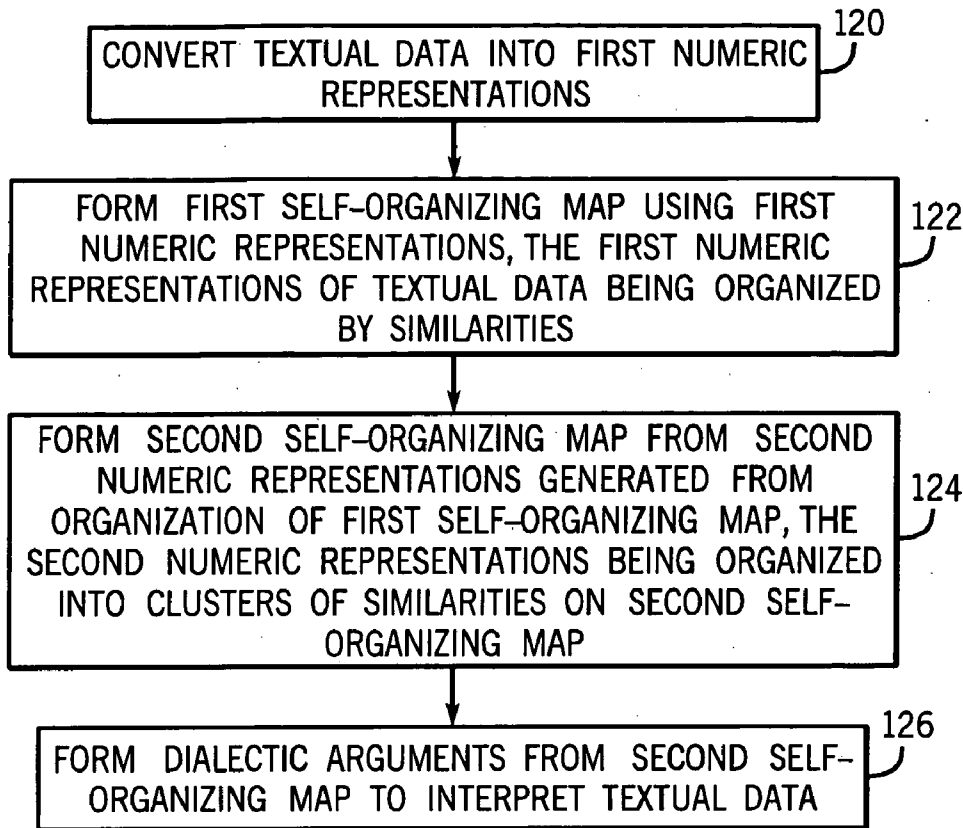 120
CONVERT TEXTUAL DATA INTO FIRST NUMERIC
REPRESENTATIONS
FORM FIRST SELF-ORGANIZING MAP USING FIRST
NUMERIC REPRESENTATIONS, THE FIRST NUMERIC
REPRESENTATIONS OF TEXTUAL DATA BEING ORGANIZED
BY SIMILARITIES
122
FORM SECOND SELF-ORGANIZING MAP FROM SECOND
NUMERIC REPRESENTATIONS GENERATED FROM
ORGANIZATION OF FIRST SELF-ORGANIZING MAP, THE
SECOND NUMERIC REPRESENTATIONS BEING ORGANIZED
INTO CLUSTERS OF SIMILARITIES ON SECOND SELF-
ORGANIZING MAP
124
126
FORM DIALECTIC ARGUMENTS FROM SECOND SELF-
ORGANIZING MAP TO INTERPRET TEXTUAL DATA